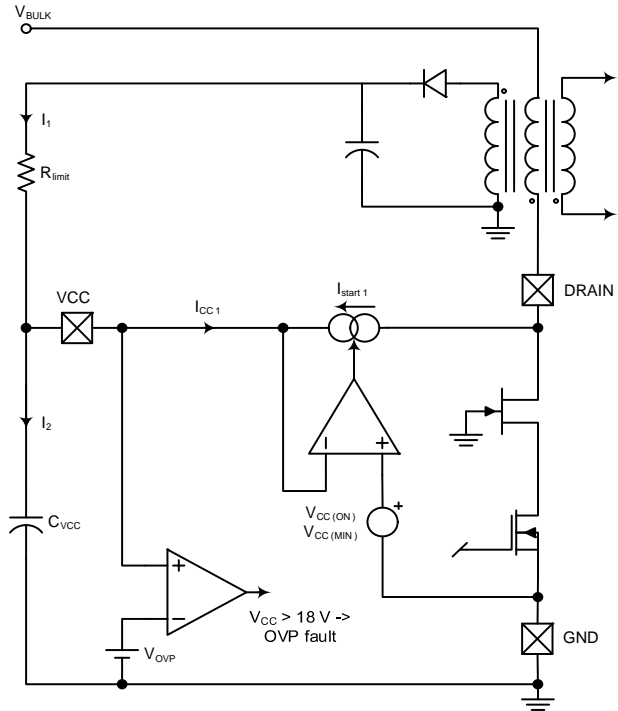 VBULK
I1
Rlimit
VCC
ICC1
Istart1
DRAIN
I2
CVCC
VCC(ON)
VCC(MIN)
+
+
VCC > 18 V ->
OVP fault
VOVP
GND